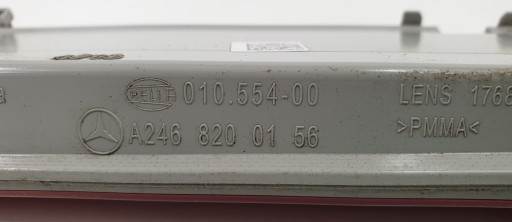 HELLA 010.554-00
A246 820 01 56
LENS 1768
>PMMA<